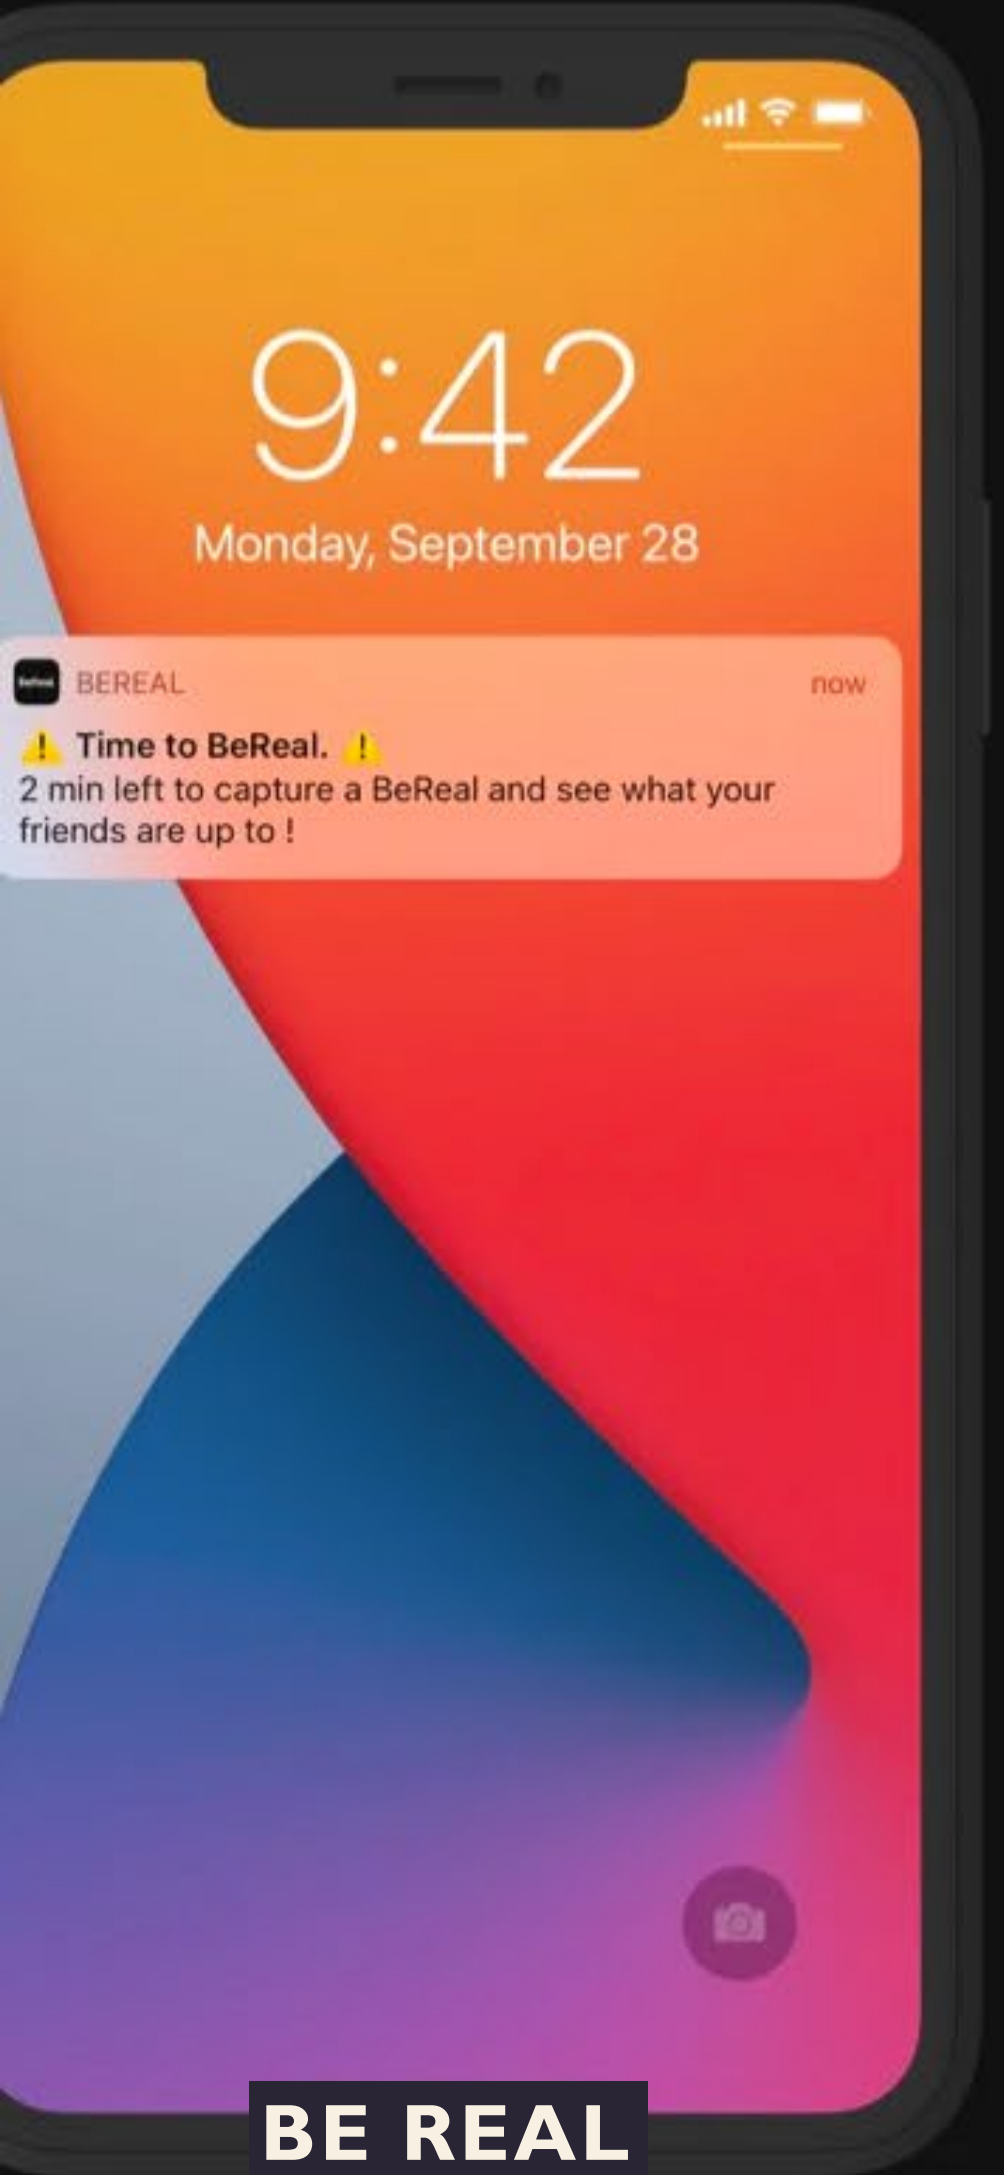 9:42
Monday, September 28
BEREAL now
⚠️ Time to BeReal. ⚠️
2 min left to capture a BeReal and see what your
friends are up to !
BE REAL